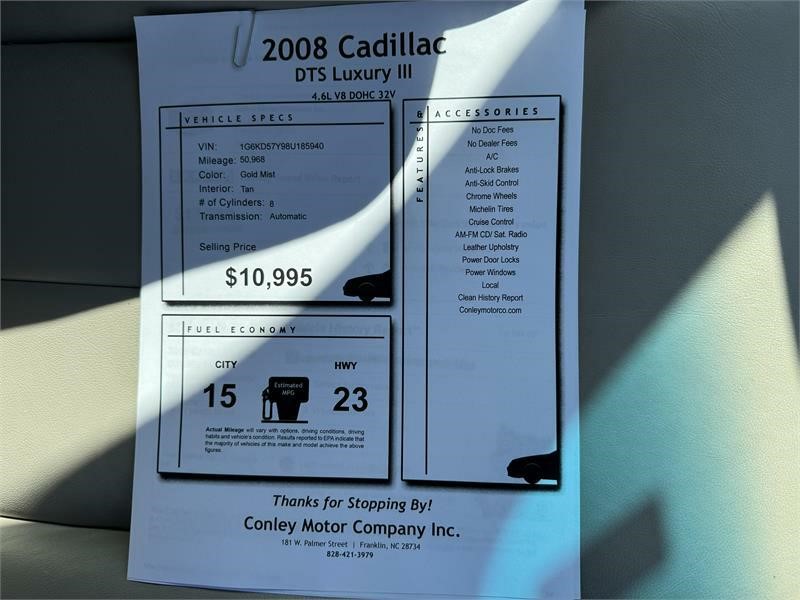 2008 Cadillac
DTS Luxury III
4.6L V8 DOHC 32V
VEHICLE SPECS
VIN: 1G6KD57Y98U185940
Mileage: 50,968
Color: Gold Mist
Interior: Tan
# of Cylinders: 8
Transmission: Automatic
Selling Price
$10,995
FUEL ECONOMY
CITY
15
Estimated
MPG
HWY
23
Actual Mileage will vary with options, driving conditions, driving
habits and vehicle's condition. Results reported to EPA indicate that
the majority of vehicles of this make and model achieve the above
figures.
FEATURES & ACCESSORIES
No Doc Fees
No Dealer Fees
A/C
Anti-Lock Brakes
Anti-Skid Control
Chrome Wheels
Michelin Tires
Cruise Control
AM-FM CD/ Sat. Radio
Leather Upholstry
Power Door Locks
Power Windows
Local
Clean History Report
Conleymotorco.com
Thanks for Stopping By!
Conley Motor Company Inc.
181 W. Palmer Street | Franklin, NC 28734
828-421-3979